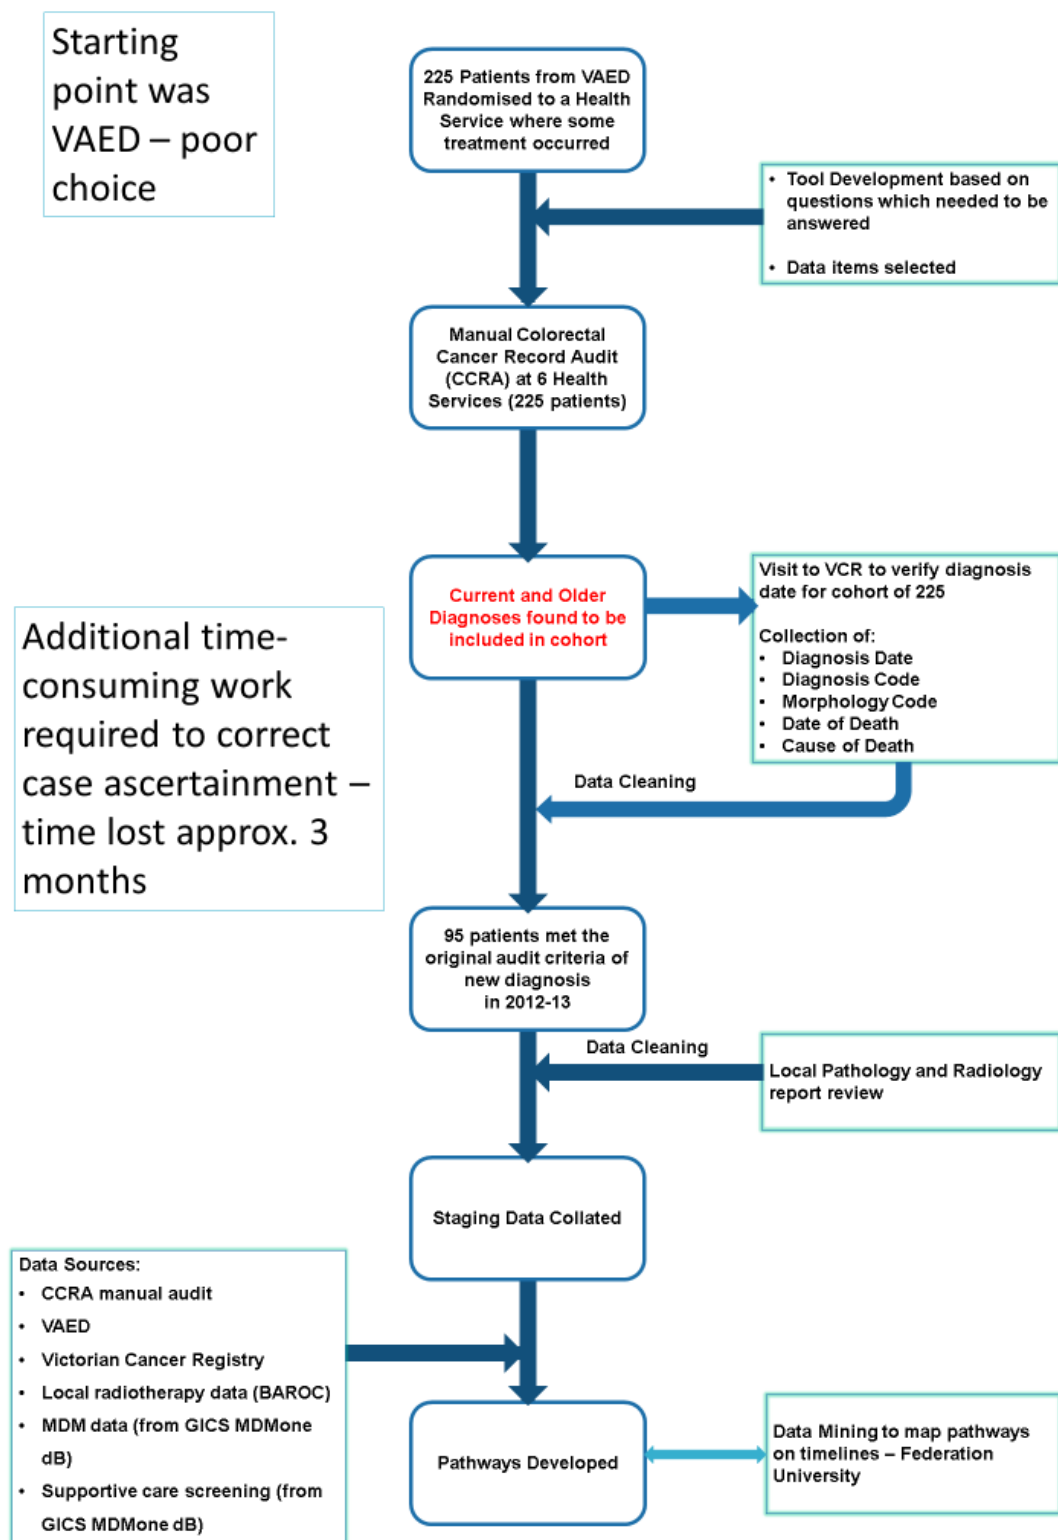 Starting
point was
VAED – poor
choice
225 Patients from VAED
Randomised to a Health
Service where some
treatment occurred
• Tool Development based on
questions which needed to be
answered
• Data items selected
Manual Colorectal
Cancer Record Audit
(CCRA) at 6 Health
Services (225 patients)
Current and Older
Diagnoses found to be
included in cohort
Visit to VCR to verify diagnosis
date for cohort of 225
Collection of:
• Diagnosis Date
• Diagnosis Code
• Morphology Code
• Date of Death
• Cause of Death
Additional time-
consuming work
required to correct
case ascertainment –
time lost approx. 3
months
Data Cleaning
95 patients met the
original audit criteria of
new diagnosis
in 2012-13
Data Cleaning
Local Pathology and Radiology
report review
Staging Data Collated
Data Sources:
• CCRA manual audit
• VAED
• Victorian Cancer Registry
• Local radiotherapy data (BAROC)
• MDM data (from GICS MDMone
dB)
• Supportive care screening (from
GICS MDMone dB)
Pathways Developed
Data Mining to map pathways
on timelines – Federation
University